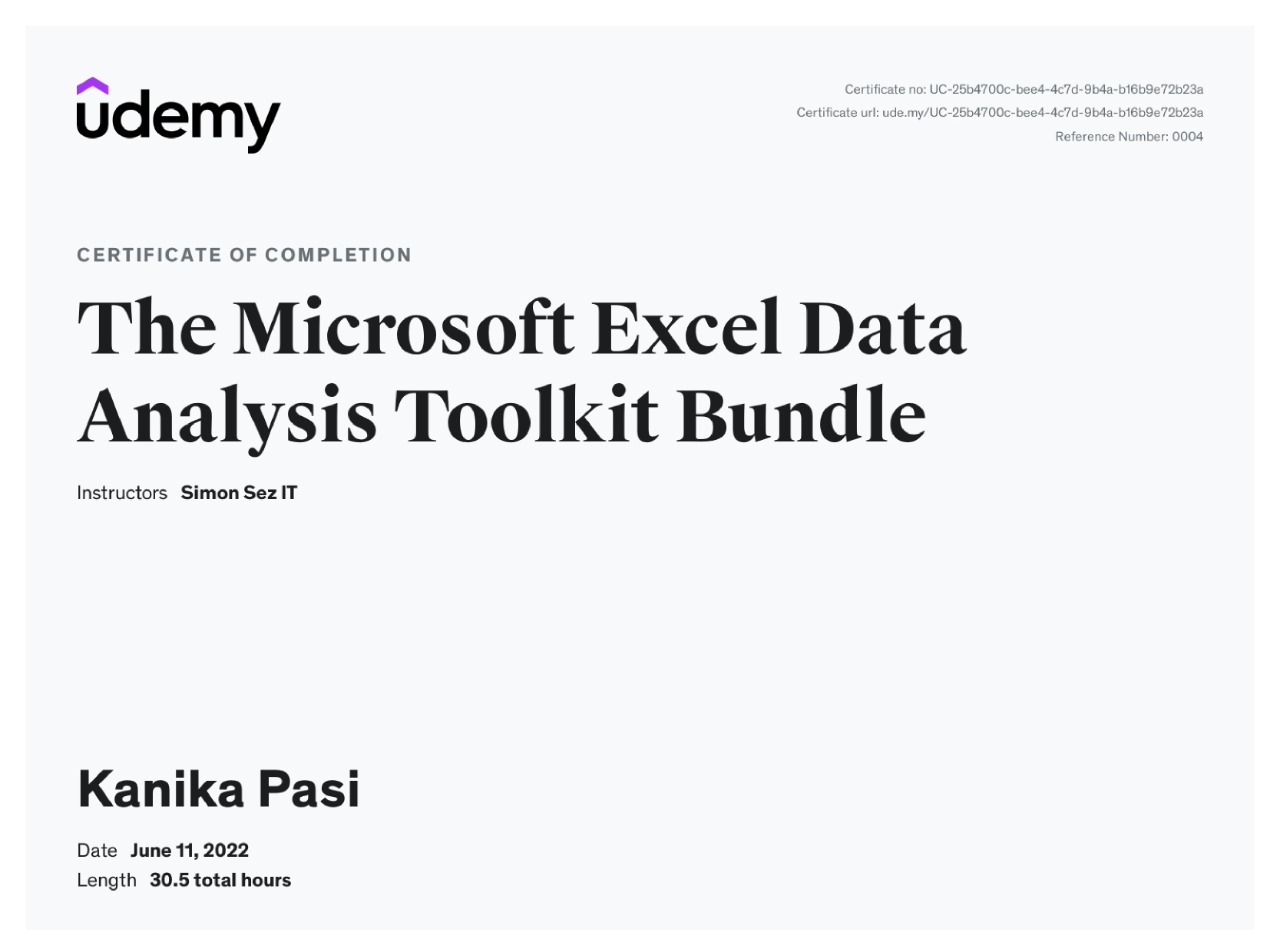 udemy
Certificate no: UC-25b4700c-bee4-4c7d-9b4a-b16b9e72b23a
Certificate url: ude.my/UC-25b4700c-bee4-4c7d-9b4a-b16b9e72b23a
Reference Number: 0004
CERTIFICATE OF COMPLETION
The Microsoft Excel Data
Analysis Toolkit Bundle
Instructors Simon Sez IT
Kanika Pasi
Date June 11, 2022
Length 30.5 total hours